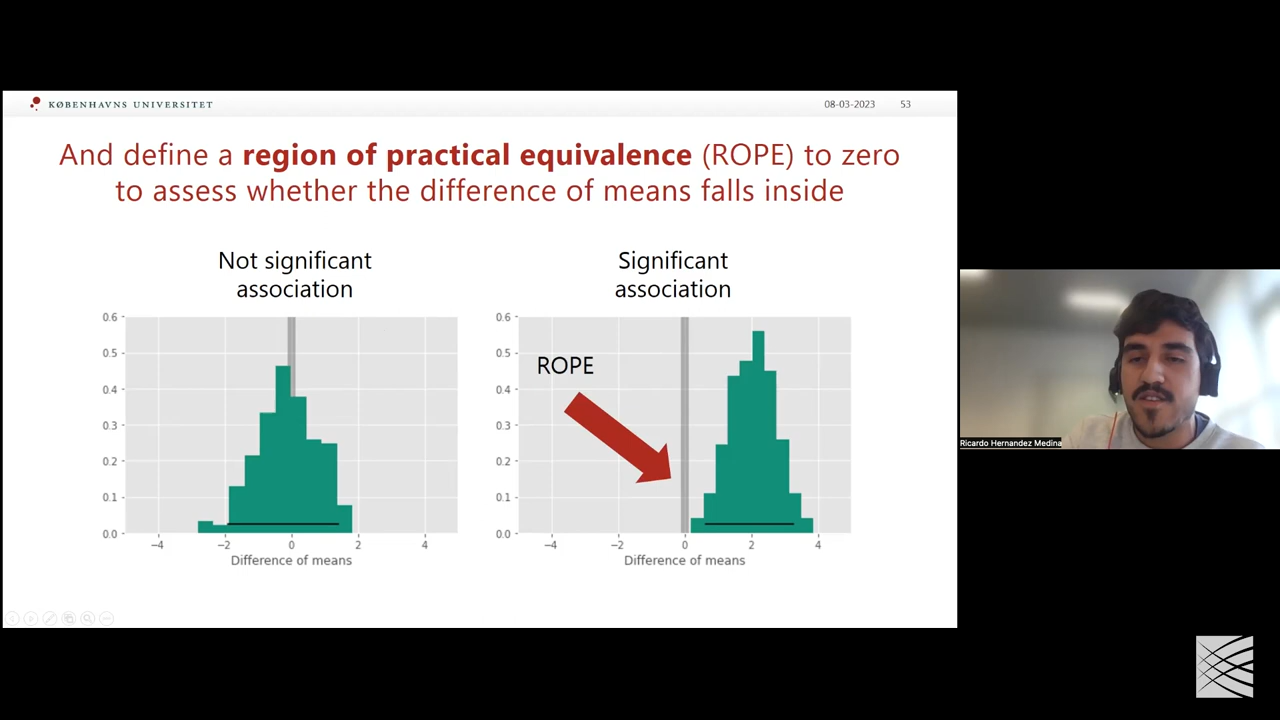 KØBENHAVNS UNIVERSITET
08-03-2023
53
And define a region of practical equivalence (ROPE) to zero
to assess whether the difference of means falls inside
Not significant
association
0.6
0.5
0.4
0.3
0.2
0.1
0.0
−4
−2
0
2
4
Difference of means
Significant
association
ROPE
0.6
0.5
0.4
0.3
0.2
0.1
0.0
−4
−2
0
2
4
Difference of means
Ricardo Hernandez Medina